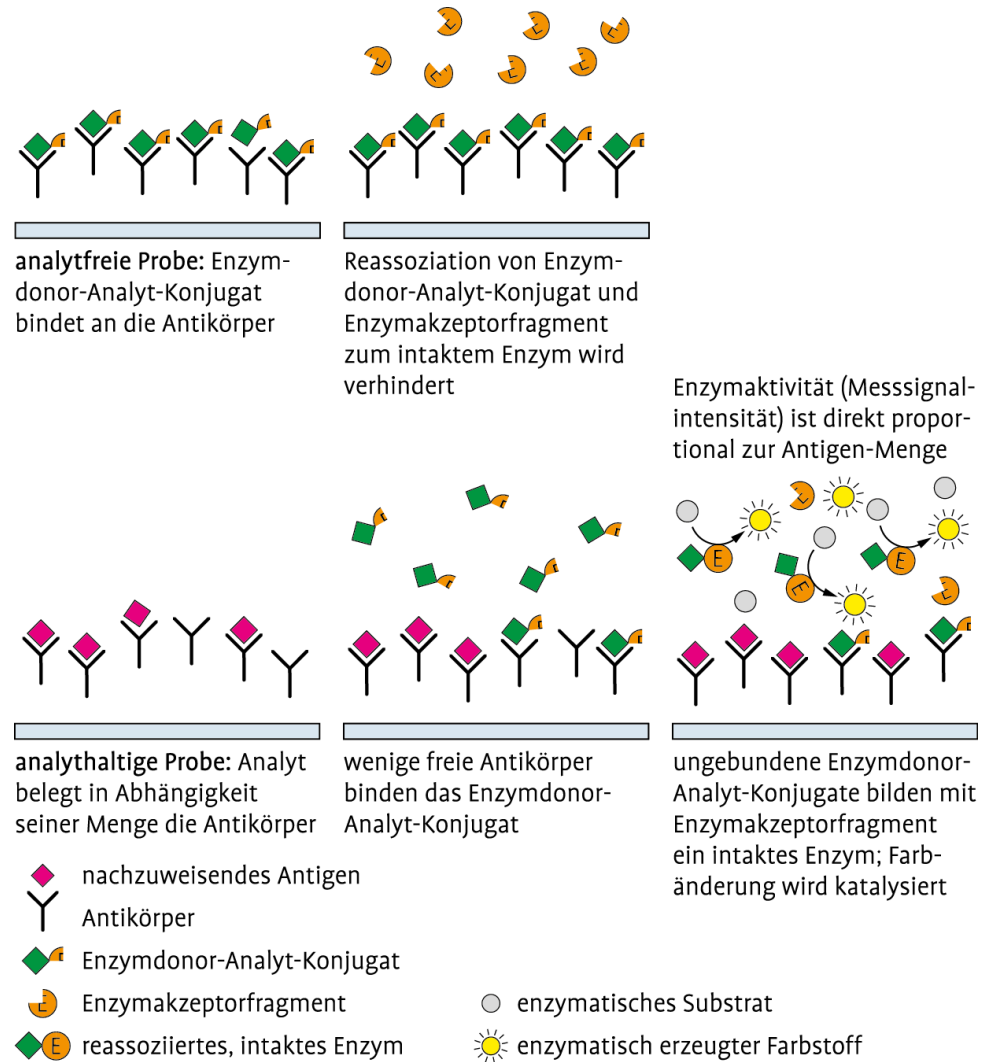 analytfreie Probe: Enzym-
donor-Analyt-Konjugat
bindet an die Antikörper
Reassoziation von Enzym-
donor-Analyt-Konjugat und
Enzymakzeptorfragment
zum intaktem Enzym wird
verhindert
Enzymaktivität (Messsignal-
intensität) ist direkt propor-
tional zur Antigen-Menge
E
E
E
analythaltige Probe: Analyt
belegt in Abhängigkeit
seiner Menge die Antikörper
wenige freie Antikörper
binden das Enzymdonor-
Analyt-Konjugat
ungebundene Enzymdonor-
Analyt-Konjugate bilden mit
Enzymakzeptorfragment
ein intaktes Enzym; Farb-
änderung wird katalysiert
nachzuweisendes Antigen
Antikörper
Enzymdonor-Analyt-Konjugat
Enzymakzeptorfragment
E reassoziiertes, intaktes Enzym
enzymatisches Substrat
enzymatisch erzeugter Farbstoff